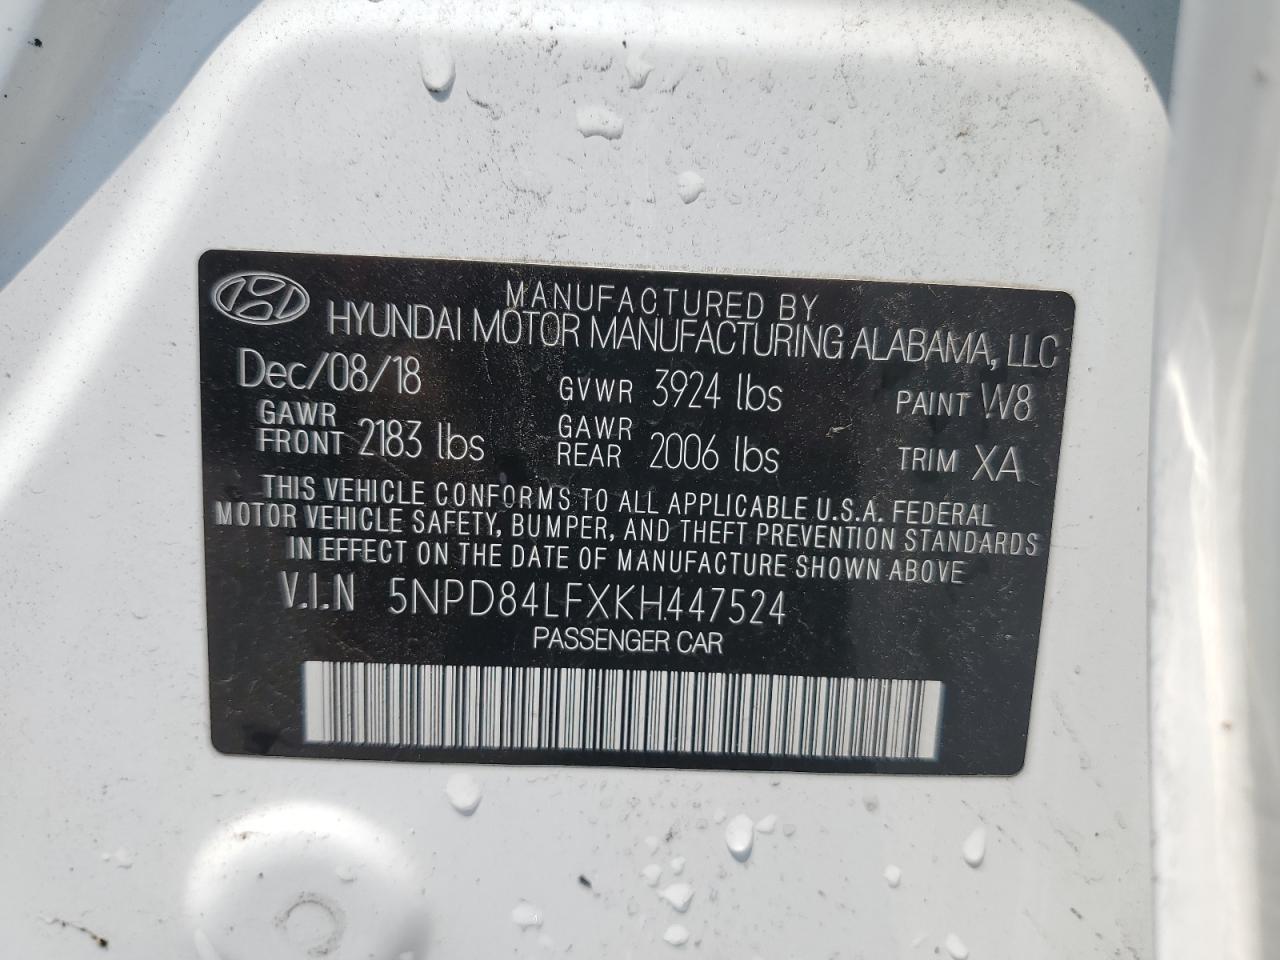 MANUFACTURED BY
HYUNDAI MOTOR MANUFACTURING ALABAMA, LLC
Dec/08/18 GVWR 3924 lbs PAINT W8
GAWR FRONT 2183 lbs GAWR REAR 2006 lbs TRIM XA
THIS VEHICLE CONFORMS TO ALL APPLICABLE U.S.A. FEDERAL
MOTOR VEHICLE SAFETY, BUMPER, AND THEFT PREVENTION STANDARDS
IN EFFECT ON THE DATE OF MANUFACTURE SHOWN ABOVE
V.I.N 5NPD84LFXKH447524
PASSENGER CAR